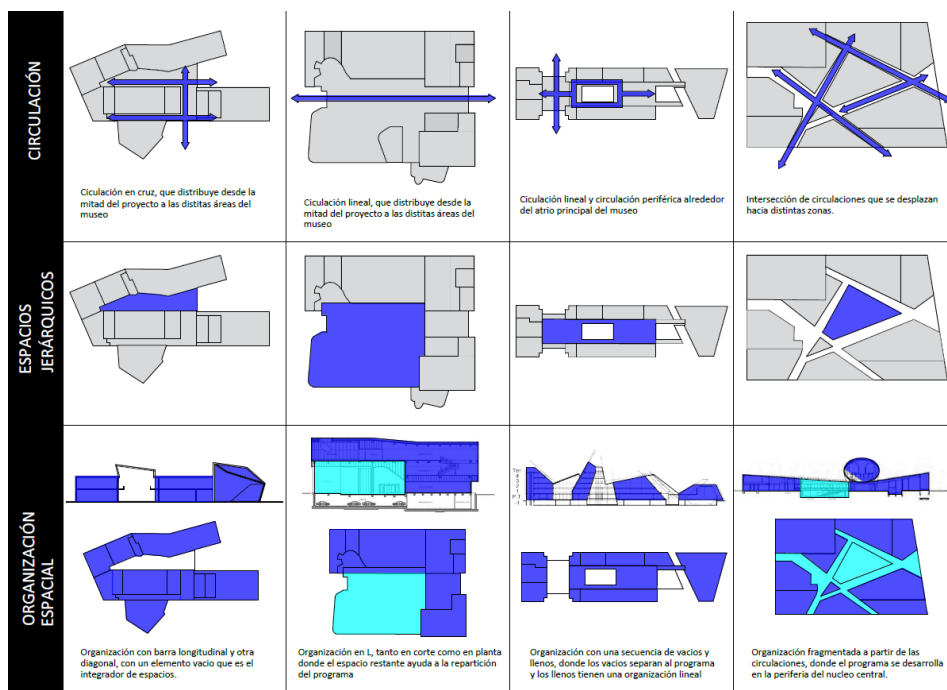 CIRCULACIÓN
Ciculación en cruz, que distribuye desde la
mitad del proyecto a las distitas áreas del
museo
Ciculación lineal, que distribuye desde la
mitad del proyecto a las distitas áreas del
museo
Ciculación lineal y circulación periférica alrededor
del atrio principal del museo
Intersección de circulaciones que se desplazan
hacia distintas zonas.
ESPACIOS
JERÁRQUICOS
ORGANIZACIÓN
ESPACIAL
Organización con barra longitudinal y otra
diagonal, con un elemento vacio que es el
integrador de espacios.
Organización en L, tanto en corte como en planta
donde el espacio restante ayuda a la repartición
del programa
Organización con una secuencia de vacios y
llenos, donde los vacios separan al programa
y los llenos tienen una organización lineal
Organización fragmentada a partir de las
circulaciones, donde el programa se desarrolla
en la periferia del nucleo central.